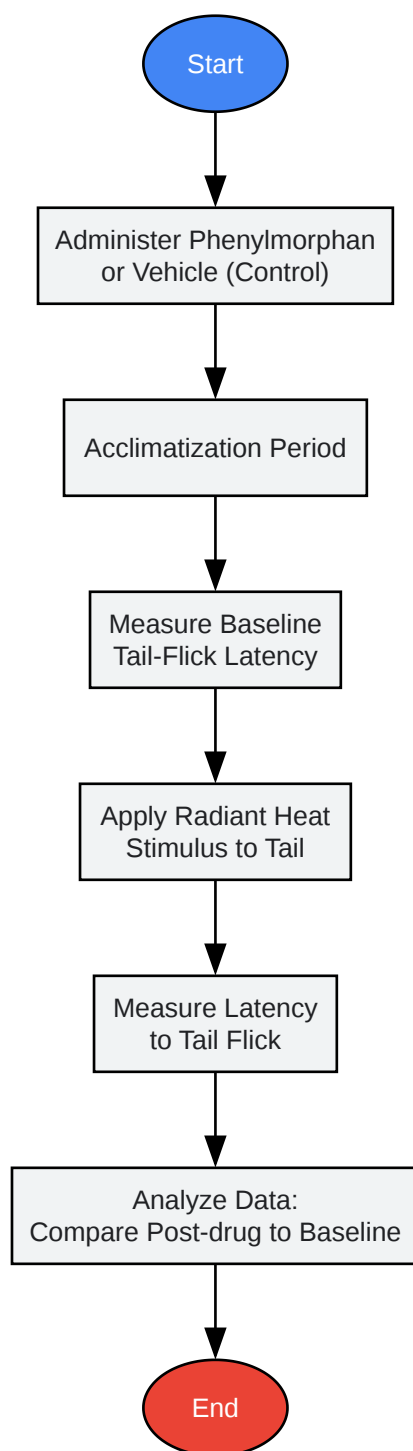 Start
Administer Phenylmorphan
or Vehicle (Control)
Acclimatization Period
Measure Baseline
Tail-Flick Latency
Apply Radiant Heat
Stimulus to Tail
Measure Latency
to Tail Flick
Analyze Data:
Compare Post-drug to Baseline
End